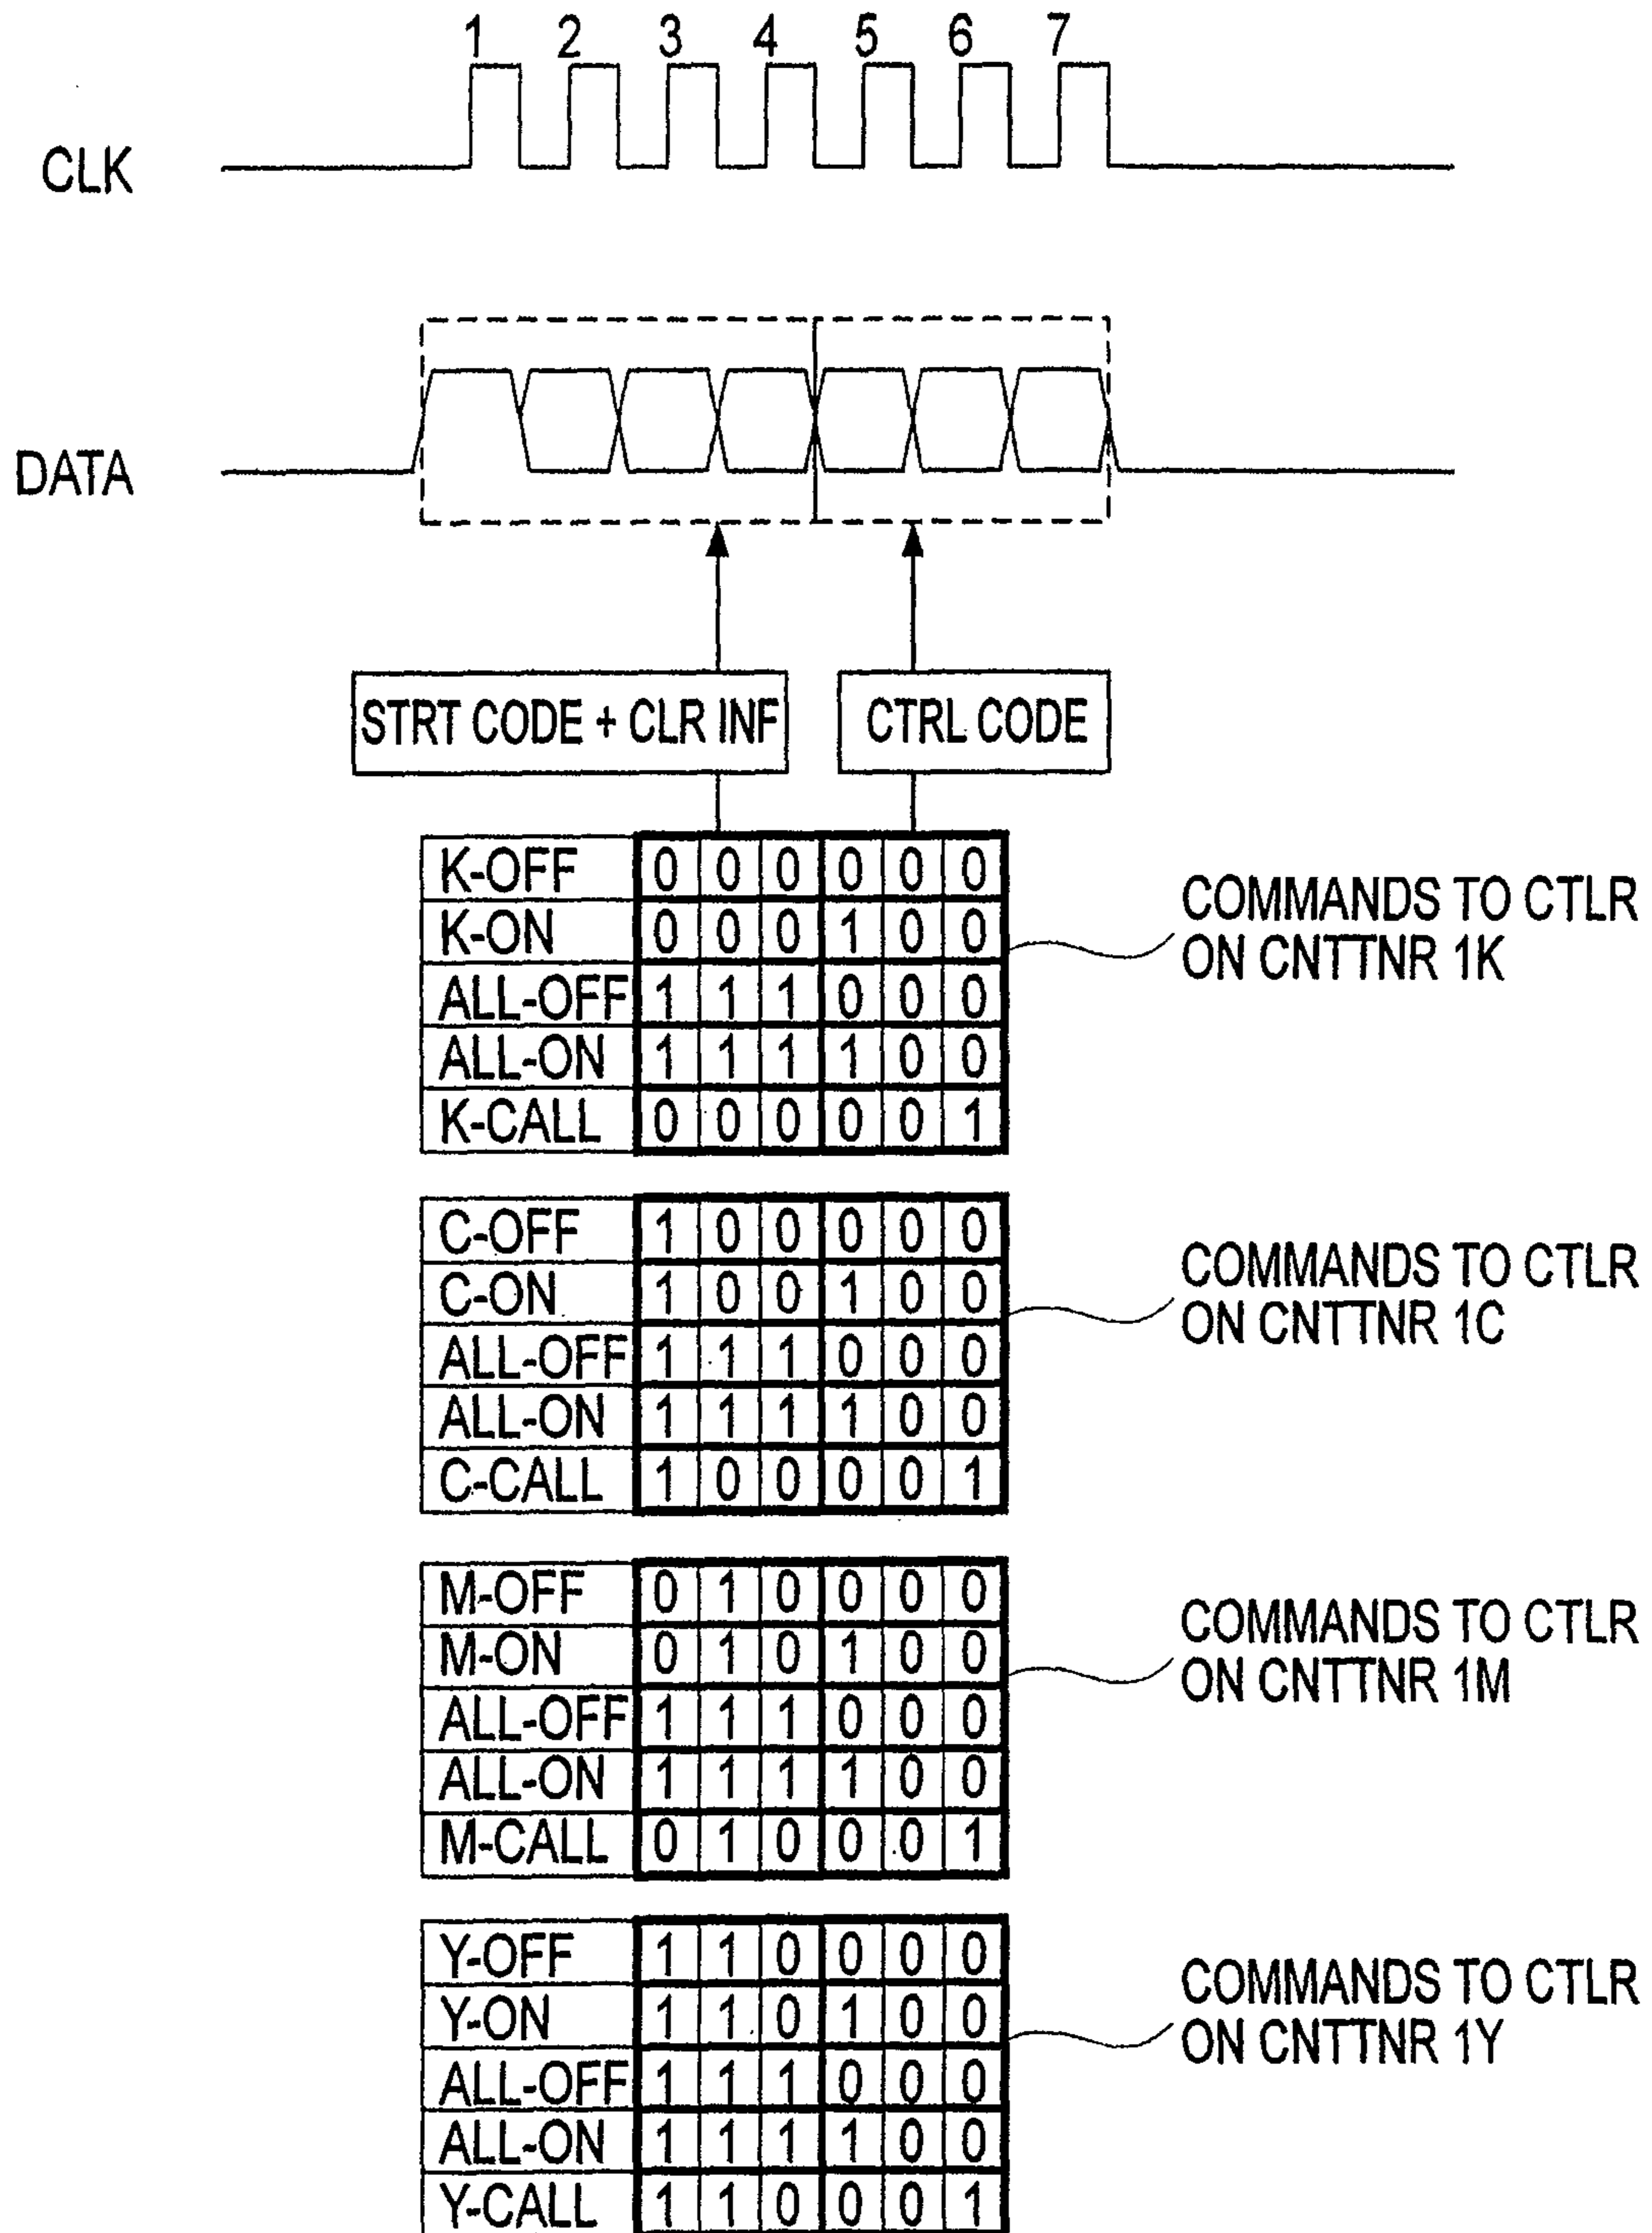 1 2 3 4 5 6 7
CLK
DATA
STRT CODE + CLR INF
CTRL CODE
K-OFF 0 0 0 0 0 0
K-ON 0 0 0 1 0 0
ALL-OFF 1 1 1 0 0 0
ALL-ON 1 1 1 1 0 0
K-CALL 0 0 0 0 0 1
COMMANDS TO CTLR
ON CNTTNR 1K
C-OFF 1 0 0 0 0 0
C-ON 1 0 0 1 0 0
ALL-OFF 1 1 1 0 0 0
ALL-ON 1 1 1 1 0 0
C-CALL 1 0 0 0 0 1
COMMANDS TO CTLR
ON CNTTNR 1C
M-OFF 0 1 0 0 0 0
M-ON 0 1 0 1 0 0
ALL-OFF 1 1 1 0 0 0
ALL-ON 1 1 1 1 0 0
M-CALL 0 1 0 0 0 1
COMMANDS TO CTLR
ON CNTTNR 1M
Y-OFF 1 1 0 0 0 0
Y-ON 1 1 0 1 0 0
ALL-OFF 1 1 1 0 0 0
ALL-ON 1 1 1 1 0 0
Y-CALL 1 1 0 0 0 1
COMMANDS TO CTLR
ON CNTTNR 1Y